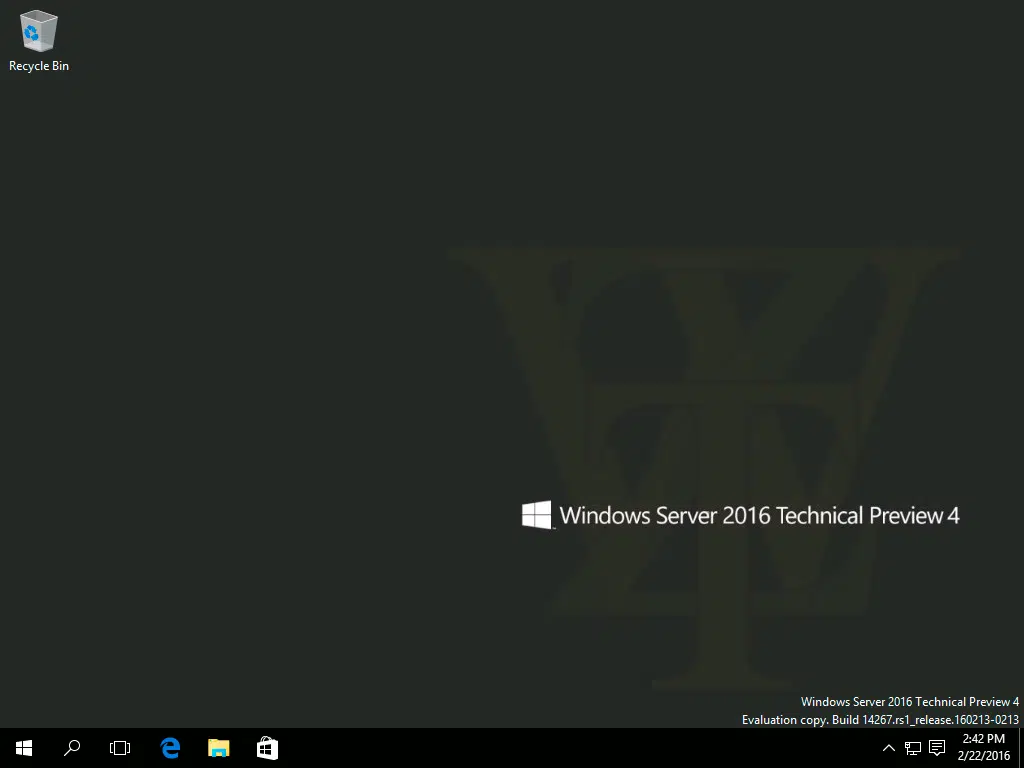 Recycle Bin
Windows Server 2016 Technical Preview 4
Windows Server 2016 Technical Preview 4
Evaluation copy. Build 14267.rs1_release.160213-0213
2:42 PM
2/22/2016